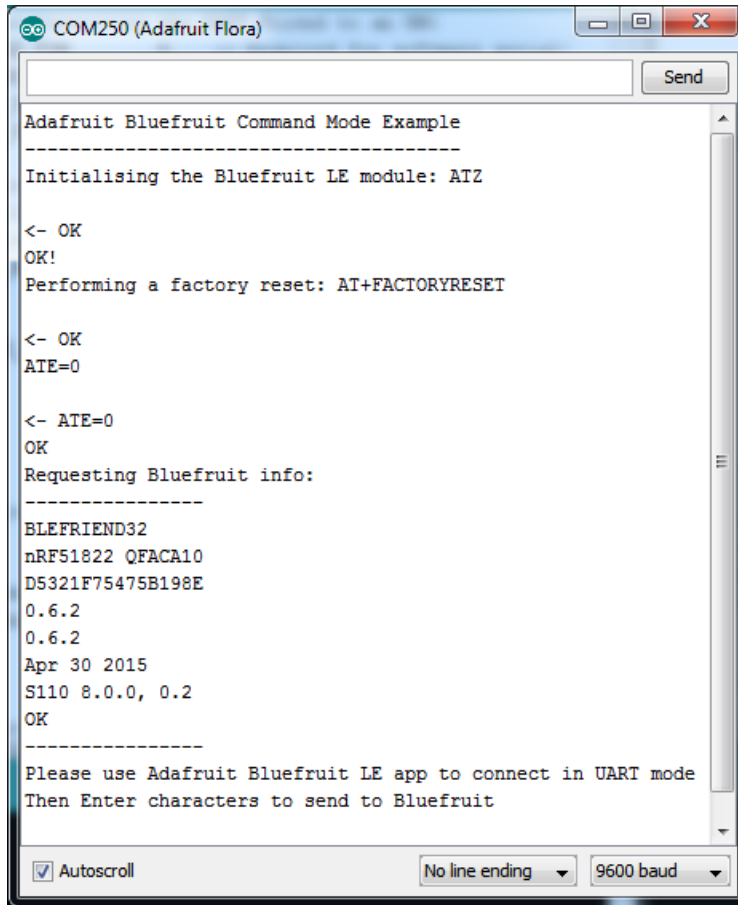 COM250 (Adafruit Flora)
Send
Adafruit Bluefruit Command Mode Example
---------------------------------------
Initialising the Bluefruit LE module: ATZ
<- OK
OK!
Performing a factory reset: AT+FACTORYRESET
<- OK
ATE=0
<- ATE=0
OK
Requesting Bluefruit info:
----------------
BLEFRIEND32
nRF51822 QFACA10
D5321F75475B198E
0.6.2
0.6.2
Apr 30 2015
S110 8.0.0, 0.2
OK
----------------
Please use Adafruit Bluefruit LE app to connect in UART mode
Then Enter characters to send to Bluefruit
Autoscroll
No line ending
9600 baud